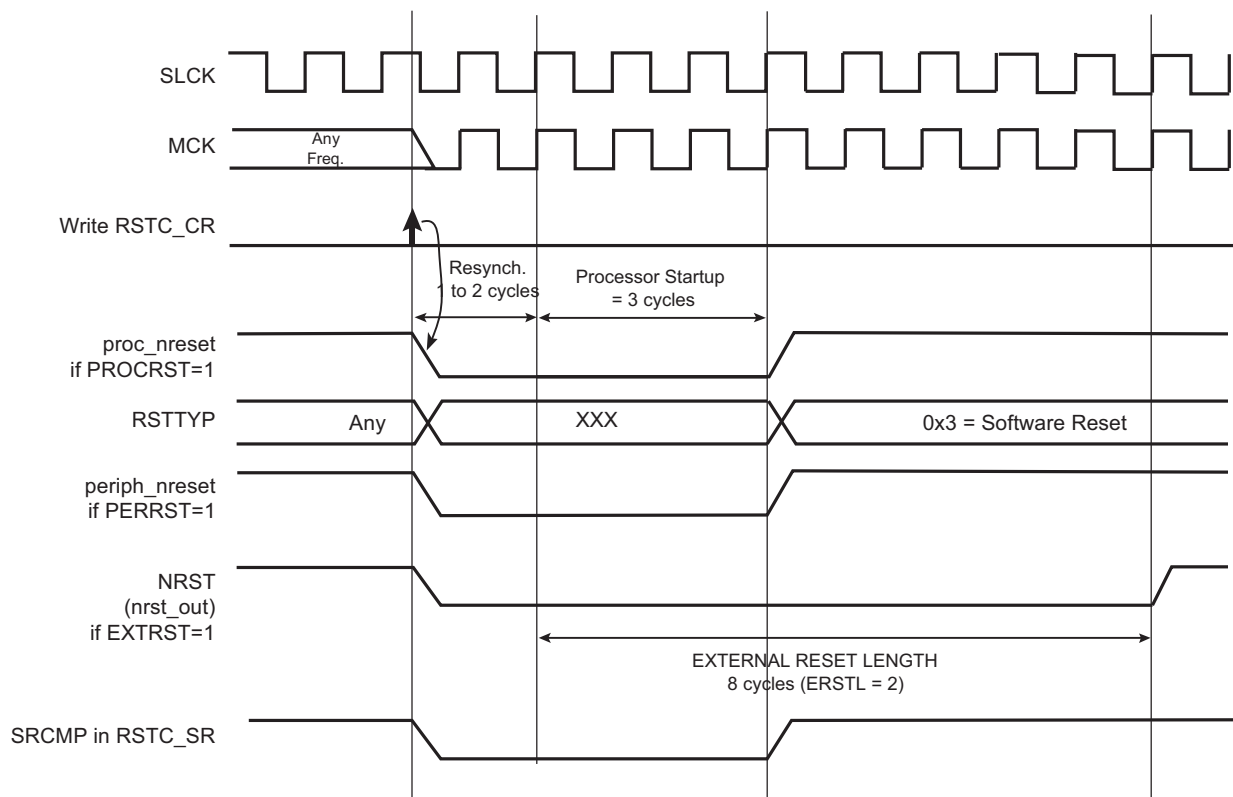 SLCK
MCK
Any
Freq.
Write RSTC_CR
Resynch.
1 to 2 cycles
Processor Startup
= 3 cycles
proc_nreset
if PROCRST=1
RSTTYP
Any
XXX
0x3 = Software Reset
periph_nreset
if PERRST=1
NRST
(nrst_out)
if EXTRST=1
EXTERNAL RESET LENGTH
8 cycles (ERSTL = 2)
SRCMP in RSTC_SR